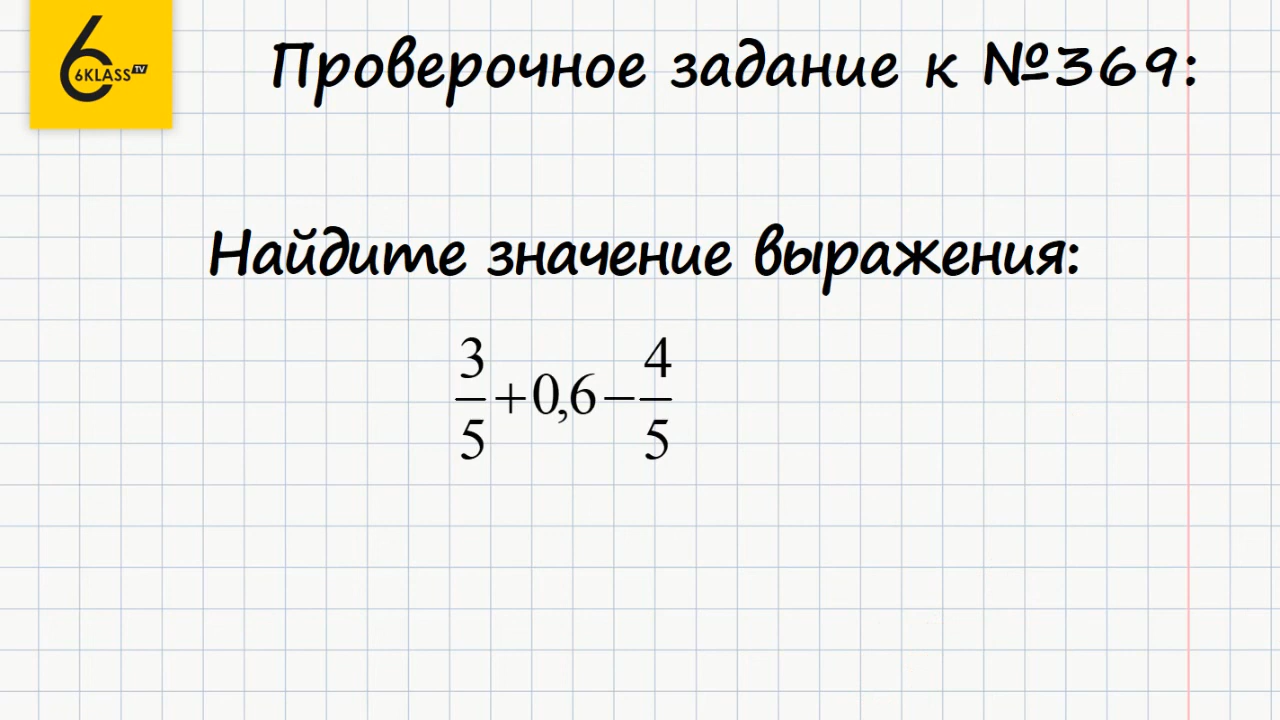 6KLASS TV
Проверочное задание к №369:
Найдите значение выражения:
3/5+0,6−4/5